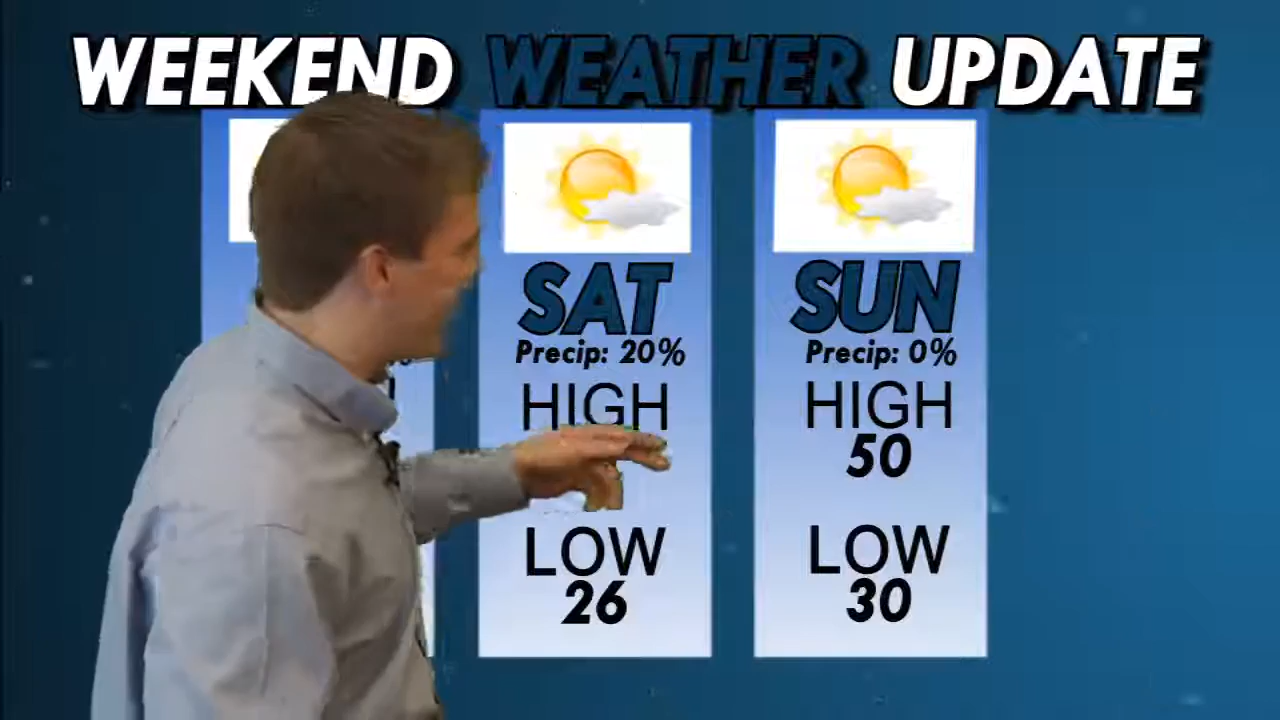 WEEKEND WEATHER UPDATE
SAT
Precip: 20%
HIGH
LOW
26
SUN
Precip: 0%
HIGH
50
LOW
30